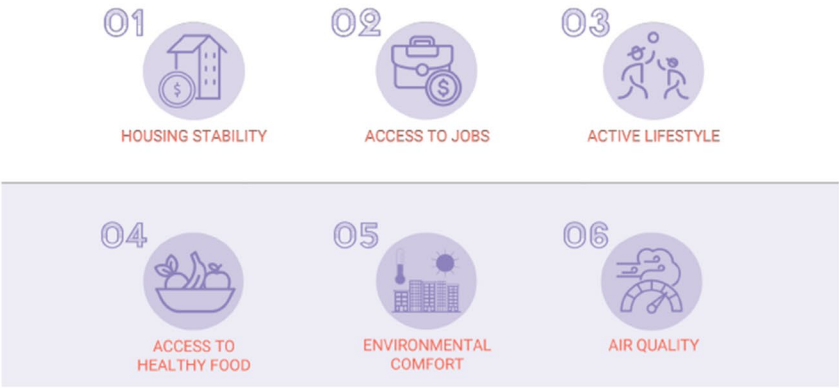 01
02
03
$
$
HOUSING STABILITY
ACCESS TO JOBS
ACTIVE LIFESTYLE
04
05
06
ACCESS TO
HEALTHY FOOD
ENVIRONMENTAL
COMFORT
AIR QUALITY